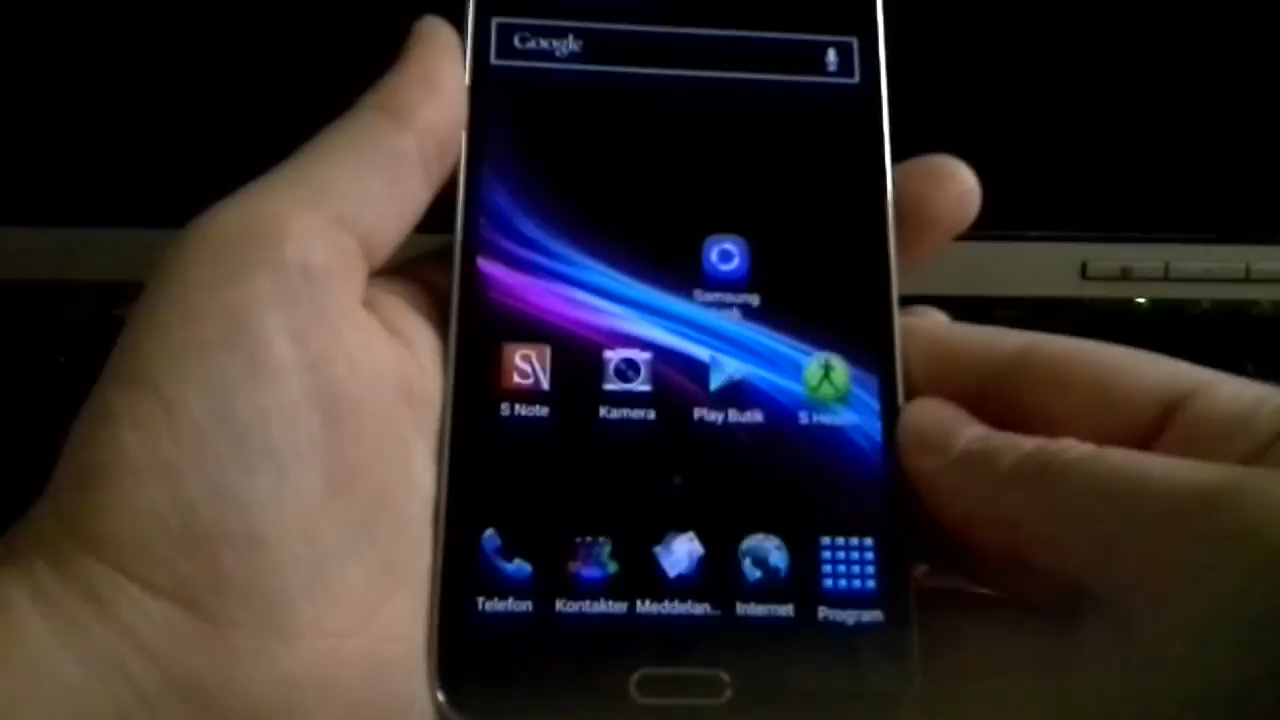 Google
Samsung
S Note
Kamera
Play Butik
S
Telefon
Kontakter
Meddelan...
Internet
Program